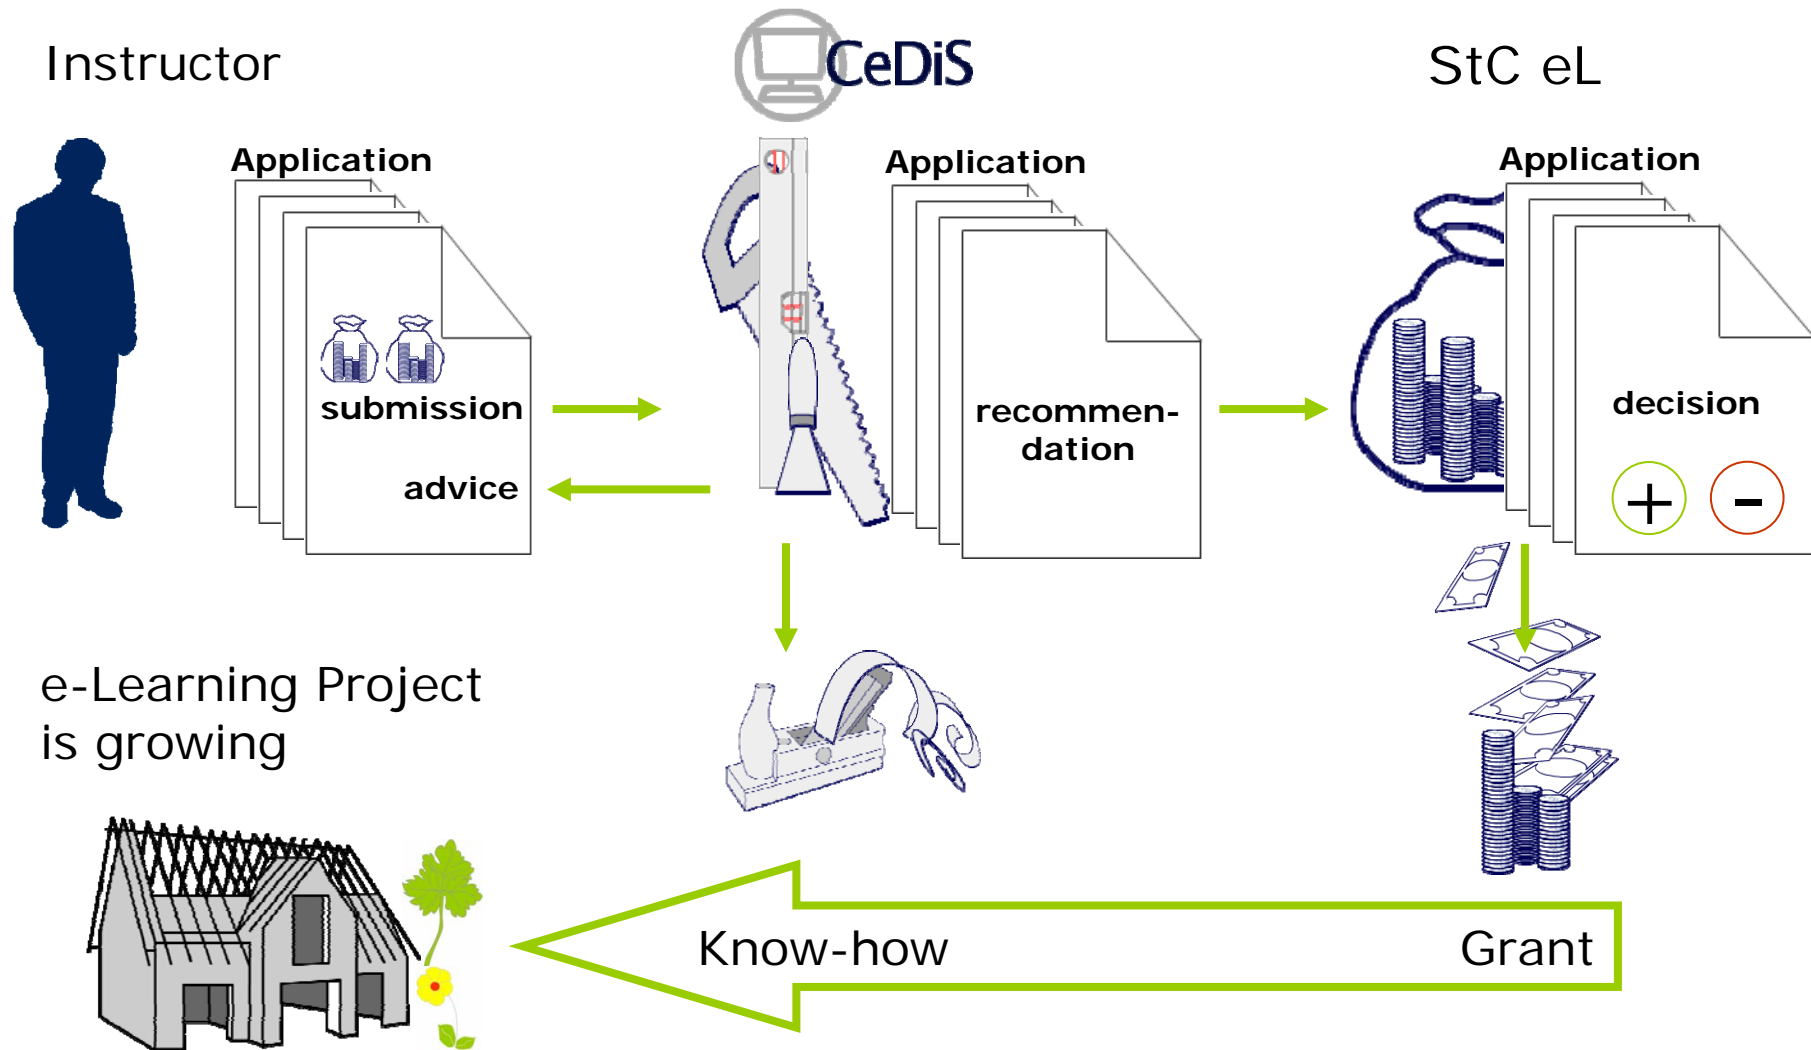 Instructor
CeDiS
StC eL
Application
Application
Application
submission
advice
recommen-
dation
decision
+ -
e-Learning Project
is growing
Know-how
Grant